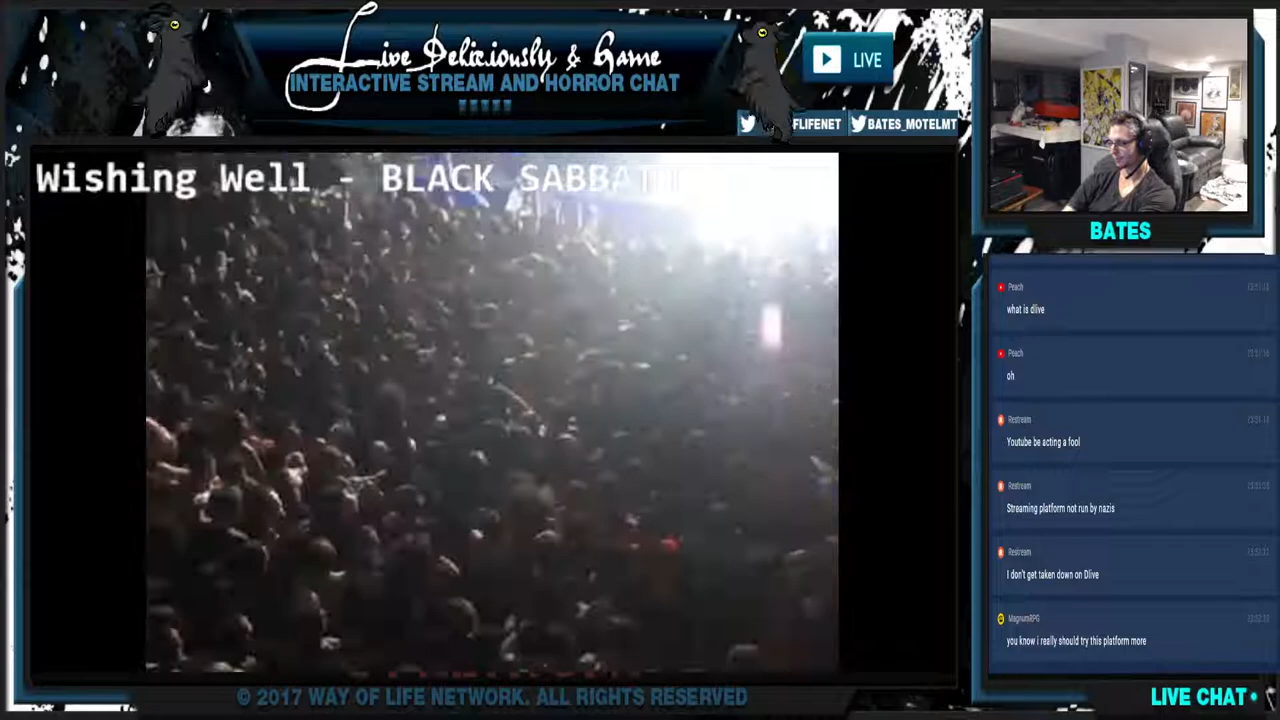 Live Deliciously & Game
INTERACTIVE STREAM AND HORROR CHAT
LIVE
FLIFENET
BATES_MOTELMT
Wishing Well - BLACK SABBATH
BATES
Peach
what is dlive
Peach
oh
Restream
Youtube be acting a fool
Restream
Streaming platform not run by nazis
Restream
I don't get taken down on Dlive
MagnumRPG
you know i really should try this platform more
© 2017 WAY OF LIFE NETWORK. ALL RIGHTS RESERVED
LIVE CHAT